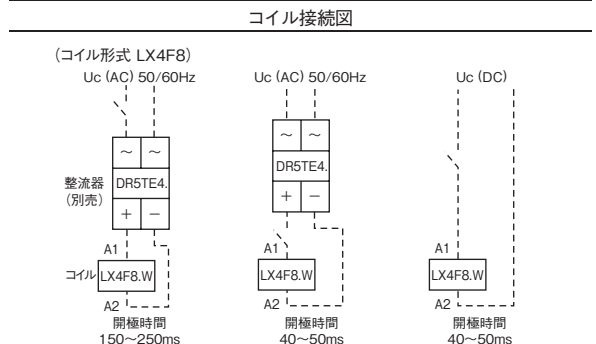 コイル接続図
（コイル形式 LX4F8）
Uc (AC) 50/60Hz
～ ～
整流器
（別売）
DR5TE4.
+ −
A1
コイル
LX4F8.W
A2
開極時間
150～250ms
Uc (AC) 50/60Hz
～ ～
DR5TE4.
+ −
A1
LX4F8.W
A2
開極時間
40～50ms
Uc (DC)
A1
LX4F8.W
A2
開極時間
40～50ms